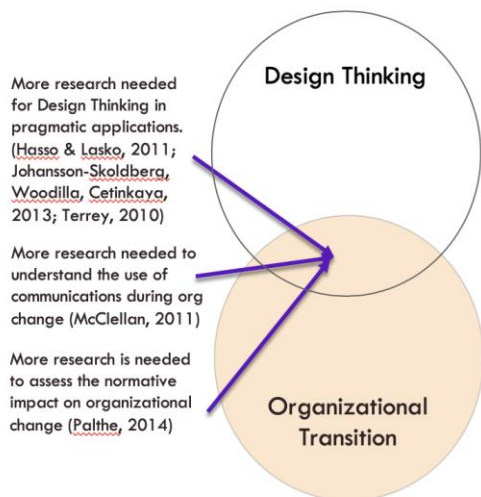 Design Thinking
More research needed
for Design Thinking in
pragmatic applications.
(Hasso & Lasko, 2011;
Johansson-Skoldberg,
Woodilla, Cetinkaya,
2013; Terrey, 2010)
More research needed to
understand the use of
communications during org
change (McClellan, 2011)
More research is needed
to assess the normative
impact on organizational
change (Palthe, 2014)
Organizational
Transition